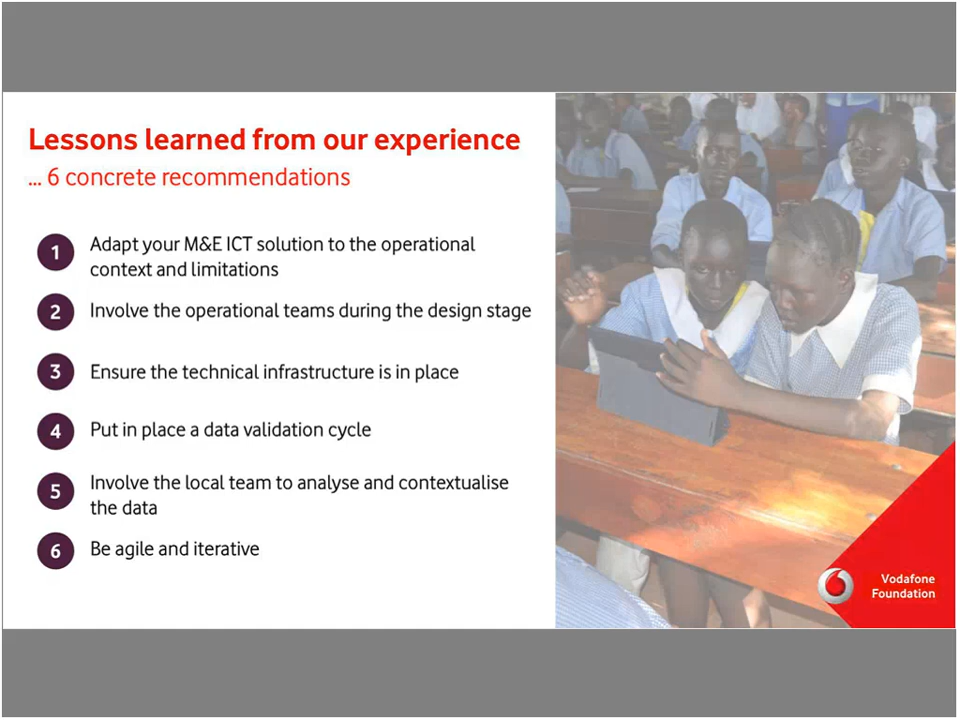 Lessons learned from our experience
... 6 concrete recommendations
1 Adapt your M&E ICT solution to the operational
context and limitations
2 Involve the operational teams during the design stage
3 Ensure the technical infrastructure is in place
4 Put in place a data validation cycle
5 Involve the local team to analyse and contextualise
the data
6 Be agile and iterative
Vodafone
Foundation